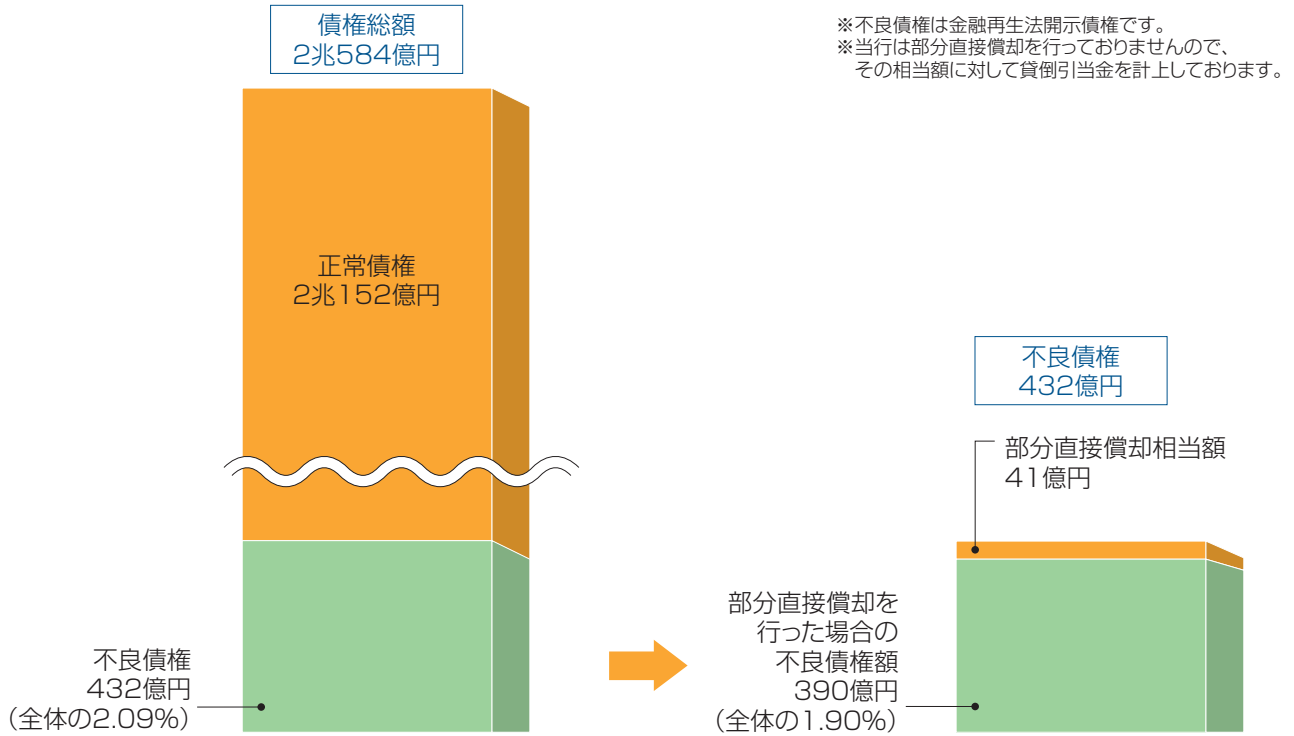 債権総額
2兆584億円
※不良債権は金融再生法開示債権です。
※当行は部分直接償却を行っておりませんので、
その相当額に対して貸倒引当金を計上しております。
正常債権
2兆152億円
不良債権
432億円
(全体の2.09%)
不良債権
432億円
部分直接償却相当額
41億円
部分直接償却を
行った場合の
不良債権額
390億円
(全体の1.90%)